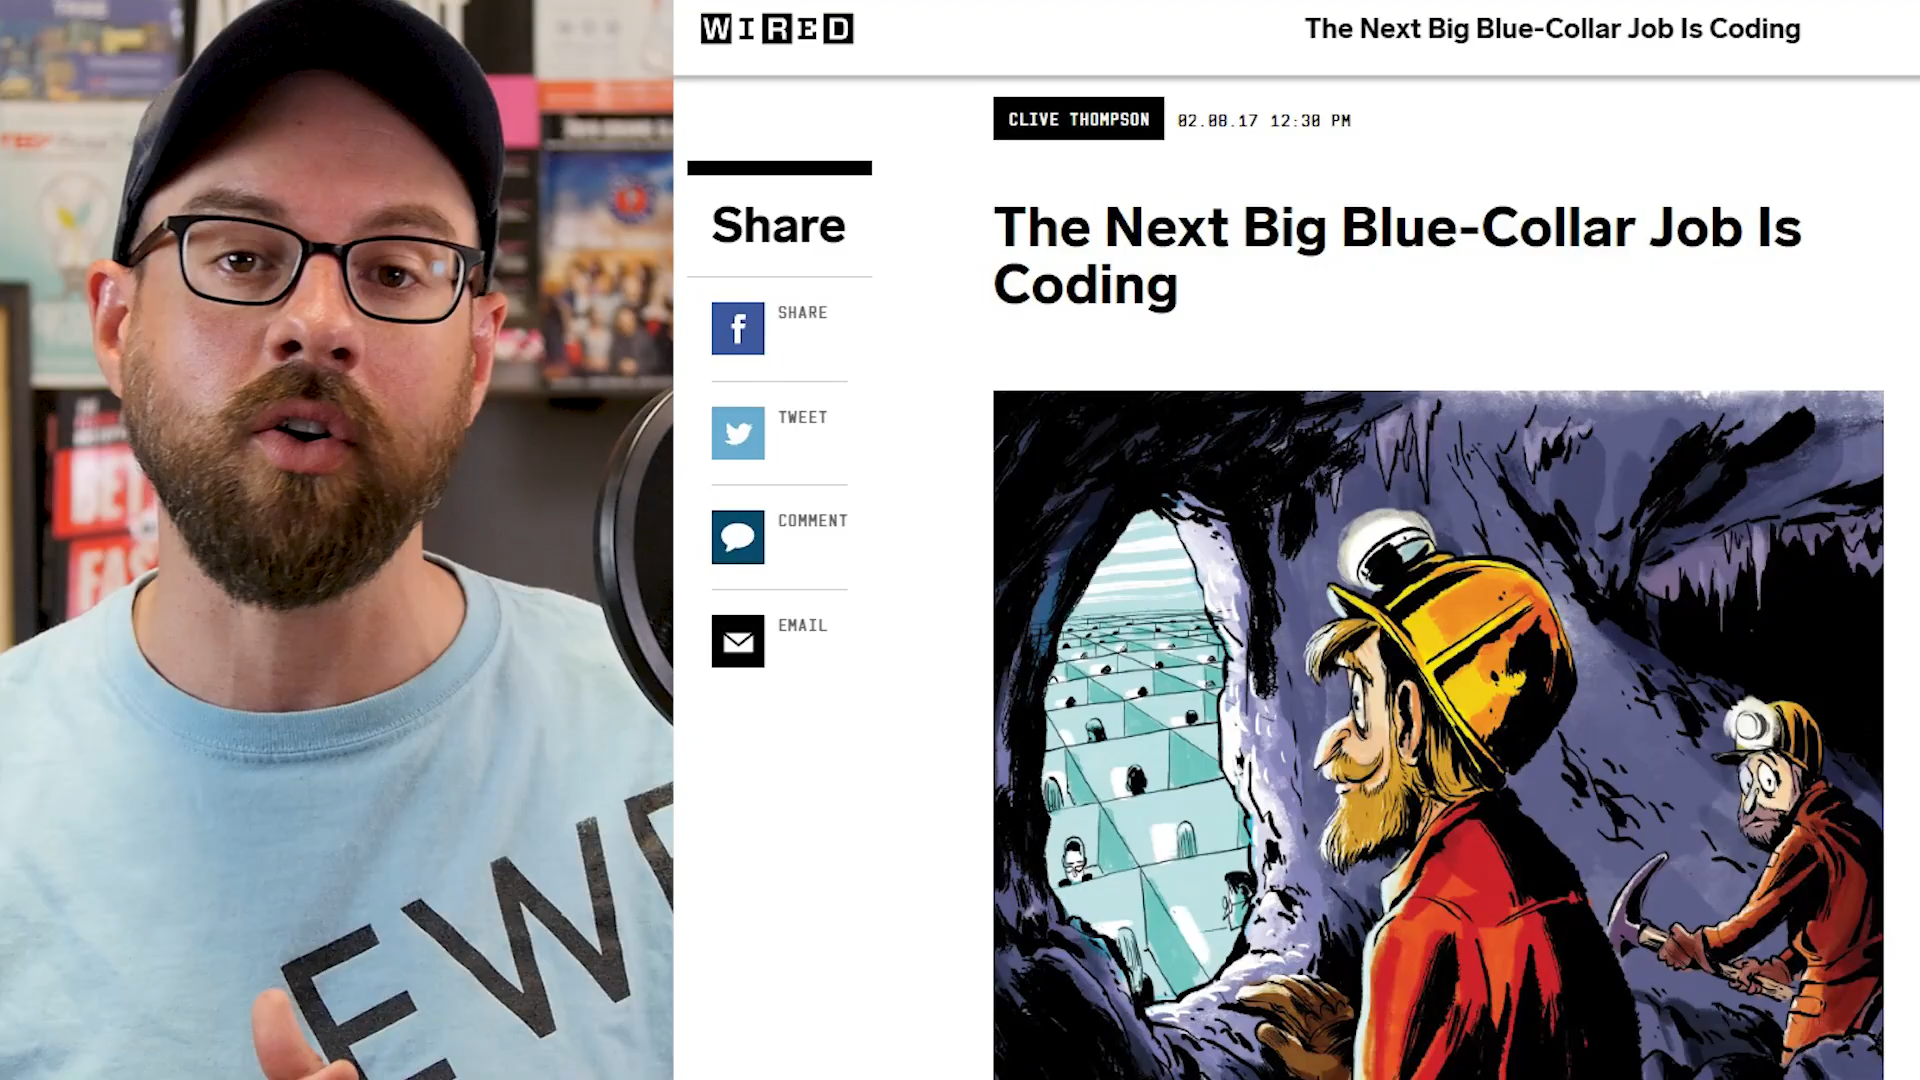 WIRED
The Next Big Blue-Collar Job Is Coding
CLIVE THOMPSON 02.08.17 12:30 PM
Share
The Next Big Blue-Collar Job Is
Coding
f SHARE
TWEET
COMMENT
EMAIL
EW